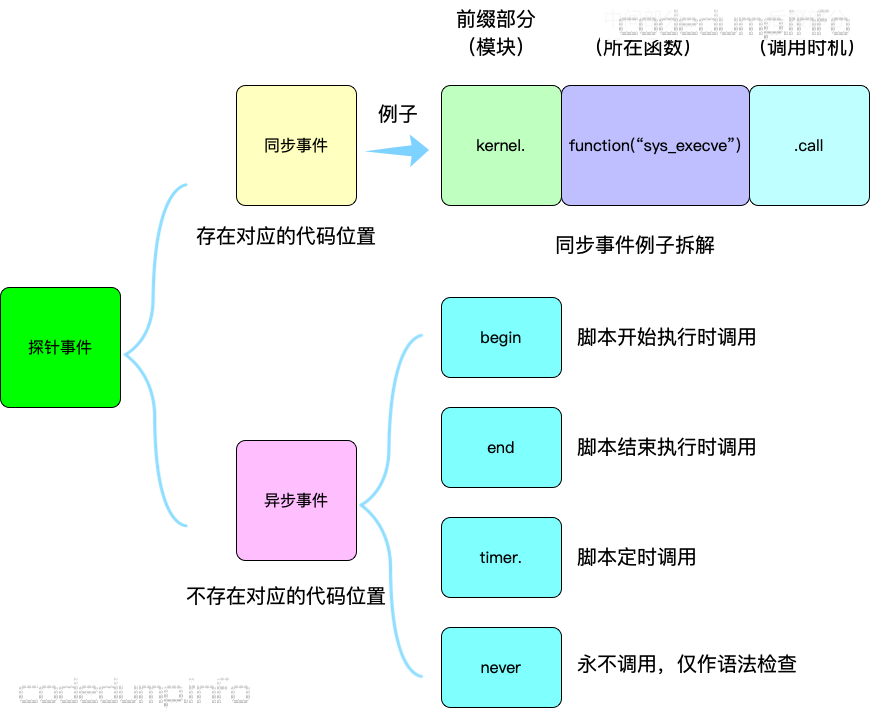 前缀部分
（模块）
（所在函数）
（调用时机）
同步事件
例子
kernel.
function(“sys_execve”)
.call
存在对应的代码位置
同步事件例子拆解
探针事件
begin
脚本开始执行时调用
end
脚本结束执行时调用
异步事件
timer.
脚本定时调用
不存在对应的代码位置
never
永不调用，仅作语法检查
codedump.info